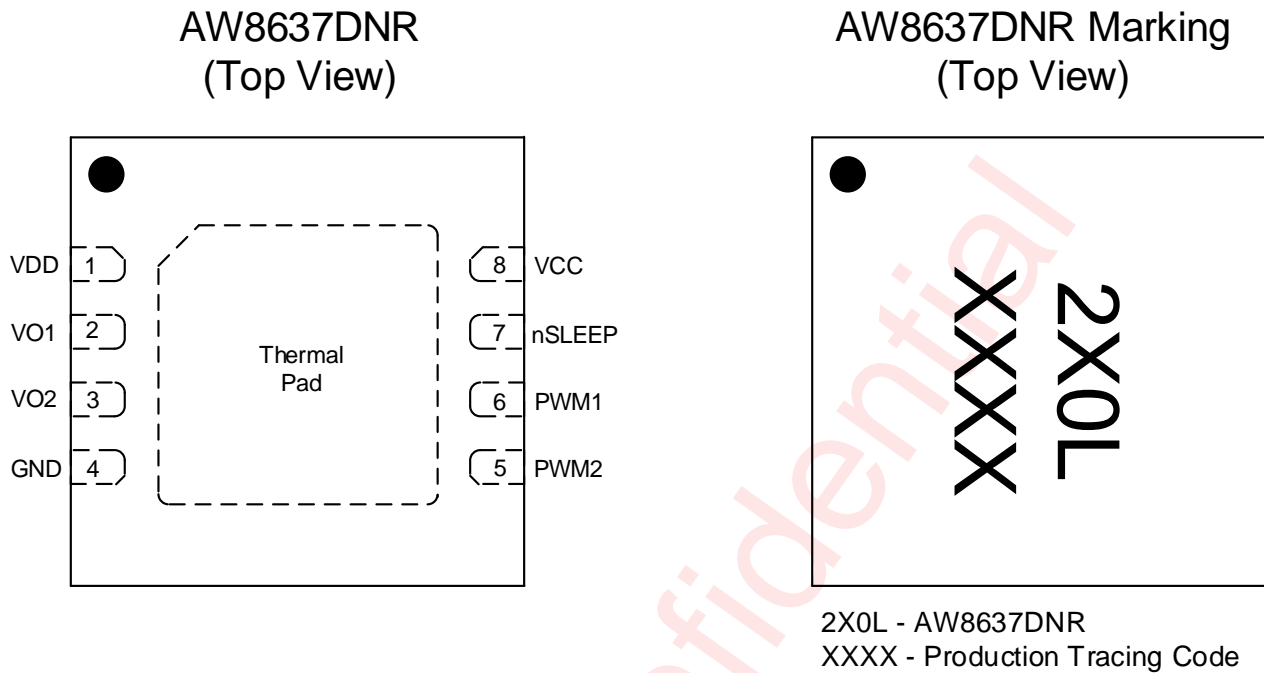 AW8637DNR
(Top View)
VDD 1
VO1 2
VO2 3
GND 4
Thermal
Pad
8 VCC
7 nSLEEP
6 PWM1
5 PWM2
AW8637DNR Marking
(Top View)
2X0L
XXXX
2X0L - AW8637DNR
XXXX - Production Tracing Code
fidential